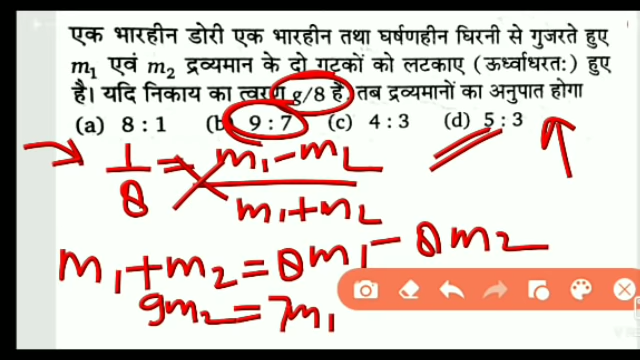 एक भारहीन डोरी एक भारहीन तथा घर्षणहीन घिरनी से गुजरते हुए
m₁ एवं m₂ द्रव्यमान के दो गुटकों को लटकाए (ऊर्ध्वाधरतः) हुए
है। यदि निकाय का त्वरण g/8 है, तब द्रव्यमानों का अनुपात होगा
(a) 8 : 1 (b) 9 : 7 (c) 4 : 3 (d) 5 : 3
1/8 = (m₁ - m₂)/(m₁ + m₂)
m₁ + m₂ = 8m₁ - 8m₂
9m₂ = 7m₁